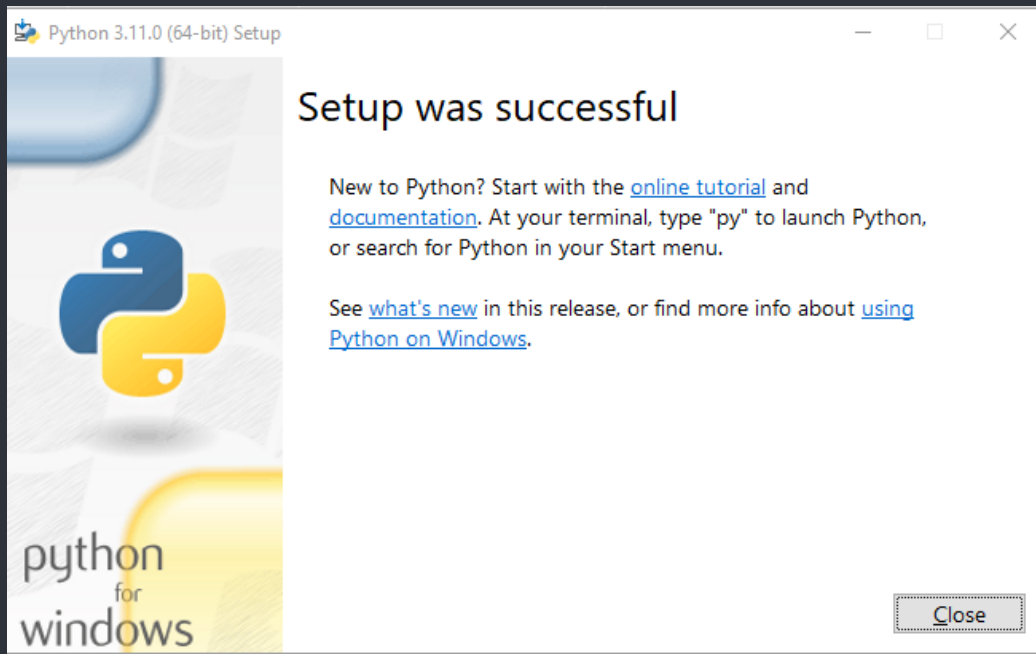 Python 3.11.0 (64-bit) Setup
Setup was successful
New to Python? Start with the online tutorial and
documentation. At your terminal, type "py" to launch Python,
or search for Python in your Start menu.
See what's new in this release, or find more info about using
Python on Windows.
python
for
windows
Close